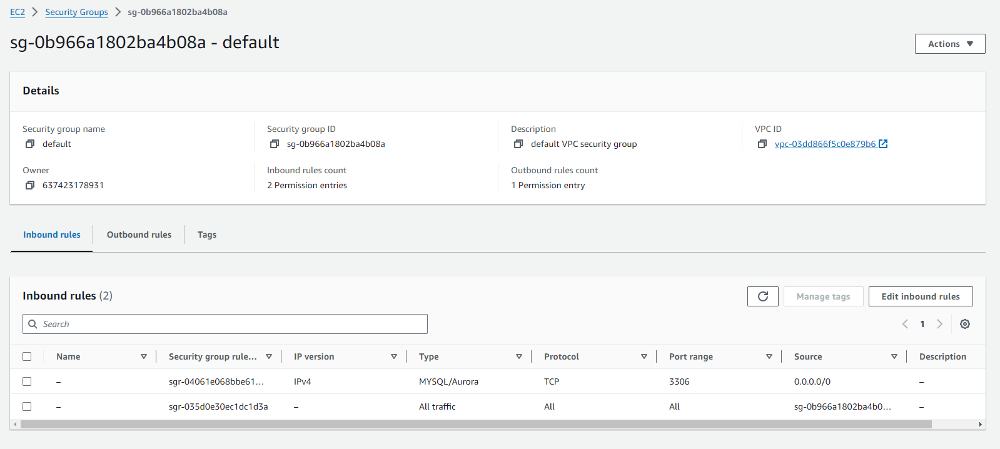 EC2 > Security Groups > sg-0b966a1802ba4b08a
sg-0b966a1802ba4b08a - default
Actions
Details
Security group name
default
Security group ID
sg-0b966a1802ba4b08a
Description
default VPC security group
VPC ID
vpc-03dd866f5c0e879b6
Owner
637423178931
Inbound rules count
2 Permission entries
Outbound rules count
1 Permission entry
Inbound rules Outbound rules Tags
Inbound rules (2)
Manage tags Edit inbound rules
Search
1
Name Security group rule... IP version Type Protocol Port range Source Description
– sgr-04061e068bbe61... IPv4 MYSQL/Aurora TCP 3306 0.0.0.0/0 –
– sgr-035d0e30ec1dc1d3a – All traffic All All sg-0b966a1802ba4b0... –